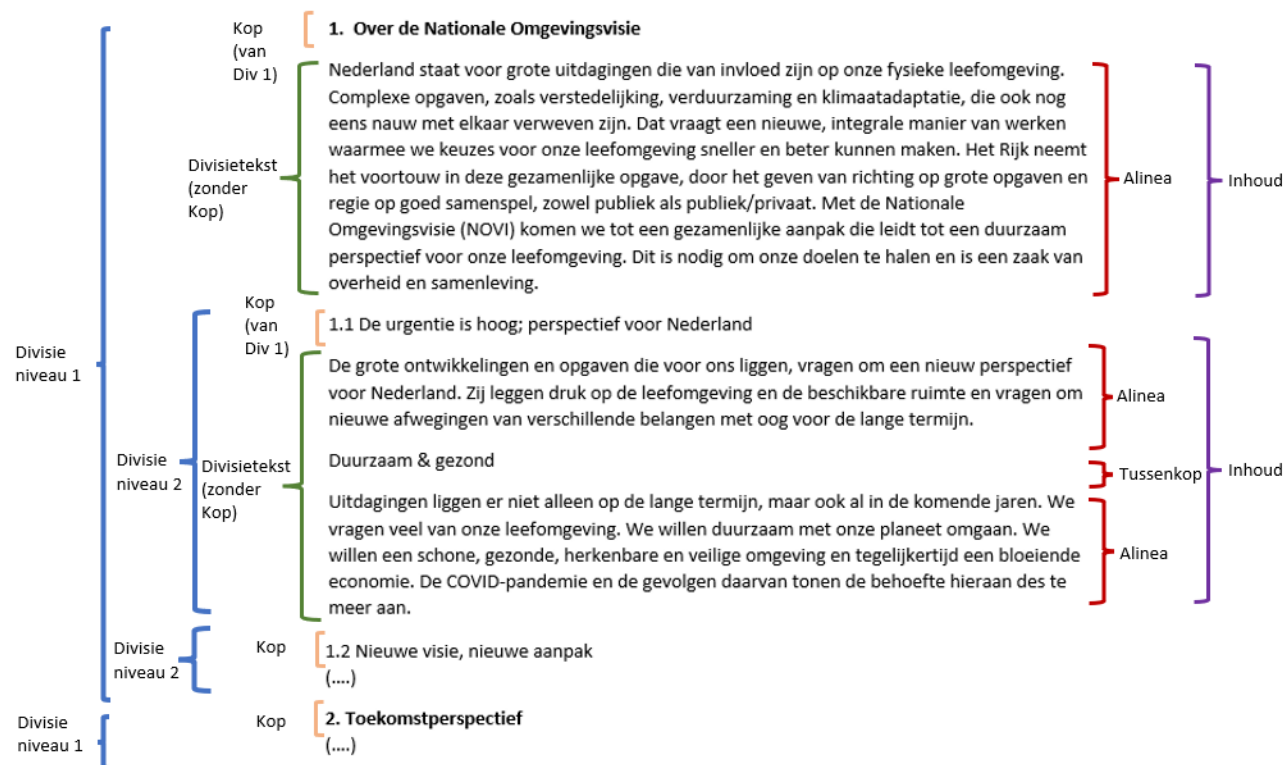 Kop
(van
Div 1)
1. Over de Nationale Omgevingsvisie
Nederland staat voor grote uitdagingen die van invloed zijn op onze fysieke leefomgeving.
Complexe opgaven, zoals verstedelijking, verduurzaming en klimaatadaptatie, die ook nog
eens nauw met elkaar verweven zijn. Dat vraagt een nieuwe, integrale manier van werken
waarmee we keuzes voor onze leefomgeving sneller en beter kunnen maken. Het Rijk neemt
het voortouw in deze gezamenlijke opgave, door het geven van richting op grote opgaven en
regie op goed samenspel, zowel publiek als publiek/privaat. Met de Nationale
Omgevingsvisie (NOVI) komen we tot een gezamenlijke aanpak die leidt tot een duurzaam
perspectief voor onze leefomgeving. Dit is nodig om onze doelen te halen en is een zaak van
overheid en samenleving.
Divisietekst
(zonder
Kop)
Alinea
Inhoud
Divisie
niveau 1
Kop
(van
Div 1)
1.1 De urgentie is hoog; perspectief voor Nederland
De grote ontwikkelingen en opgaven die voor ons liggen, vragen om een nieuw perspectief
voor Nederland. Zij leggen druk op de leefomgeving en de beschikbare ruimte en vragen om
nieuwe afwegingen van verschillende belangen met oog voor de lange termijn.
Alinea
Divisie
niveau 2
Divisietekst
(zonder
Kop)
Duurzaam & gezond
Tussenkop
Inhoud
Uitdagingen liggen er niet alleen op de lange termijn, maar ook al in de komende jaren. We
vragen veel van onze leefomgeving. We willen duurzaam met onze planeet omgaan. We
willen een schone, gezonde, herkenbare en veilige omgeving en tegelijkertijd een bloeiende
economie. De COVID-pandemie en de gevolgen daarvan tonen de behoefte hieraan des te
meer aan.
Alinea
Divisie
niveau 2
Kop
1.2 Nieuwe visie, nieuwe aanpak
(....)
Divisie
niveau 1
Kop
2. Toekomstperspectief
(....)